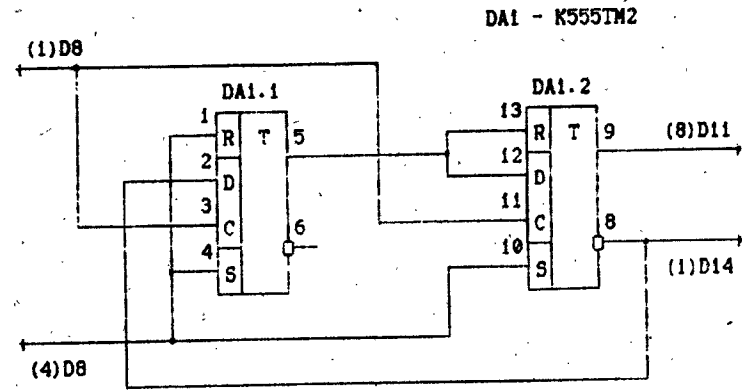 DA1 - K555TM2
(1)D8
DA1.1
DA1.2
1 R T 5
2 D
3 C
4 S
6
13 R T 9
12 D
11 C
10 S
8
(8)D11
(1)D14
(4)D8